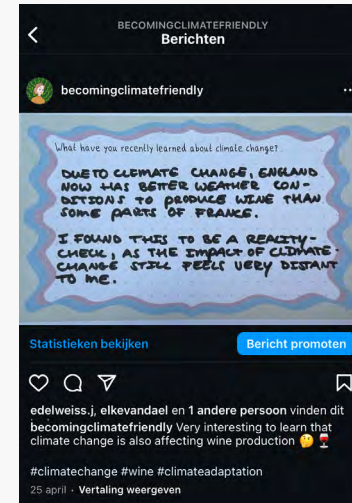 BECOMINGCLIMATEFRIENDLY
Berichten
becomingclimatefriendly
What have you recently learned about climate change?
DUE TO CLIMATE CHANGE, ENGLAND
NOW HAS BETTER WEATHER CON-
DITIONS TO PRODUCE WINE THAN
SOME PARTS OF FRANCE.
I FOUND THIS TO BE A REALITY-
CHECK, AS THE IMPACT OF CLIMATE-
CHANGE STILL FEELS VERY DISTANT
TO ME.
Statistieken bekijken
Bericht promoten
edelweiss.j, elkevandael en 1 andere persoon vinden dit
becomingclimatefriendly Very interesting to learn that
climate change is also affecting wine production 🤔🍷
#climatechange #wine #climateadaptation
25 april · Vertaling weergeven